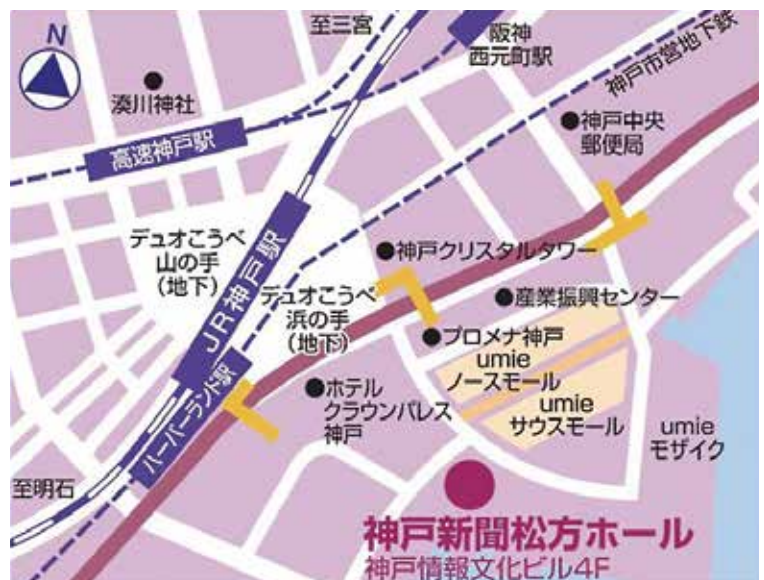 N
至三宮
阪神
西元町駅
神戸市営地下鉄
湊川神社
高速神戸駅
神戸中央
郵便局
デュオこうべ
山の手
(地下)
JR神戸駅
神戸クリスタルタワー
デュオこうべ
浜の手
(地下)
産業振興センター
プロメナ神戸
umie
ノースモール
ハーバーランド駅
ホテル
クラウンパレス
神戸
umie
サウスモール
umie
モザイク
至明石
神戸新聞松方ホール
神戸情報文化ビル4F